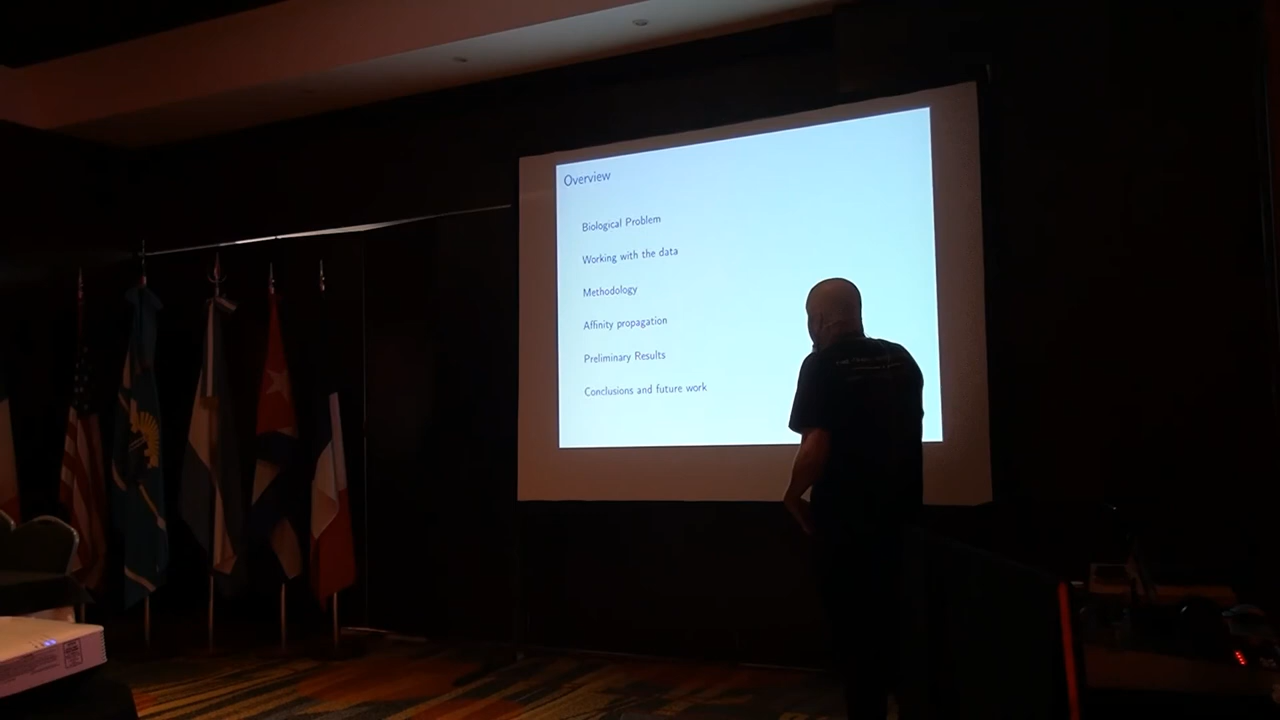 Overview
Biological Problem
Working with the data
Methodology
Affinity propagation
Preliminary Results
Conclusions and future work